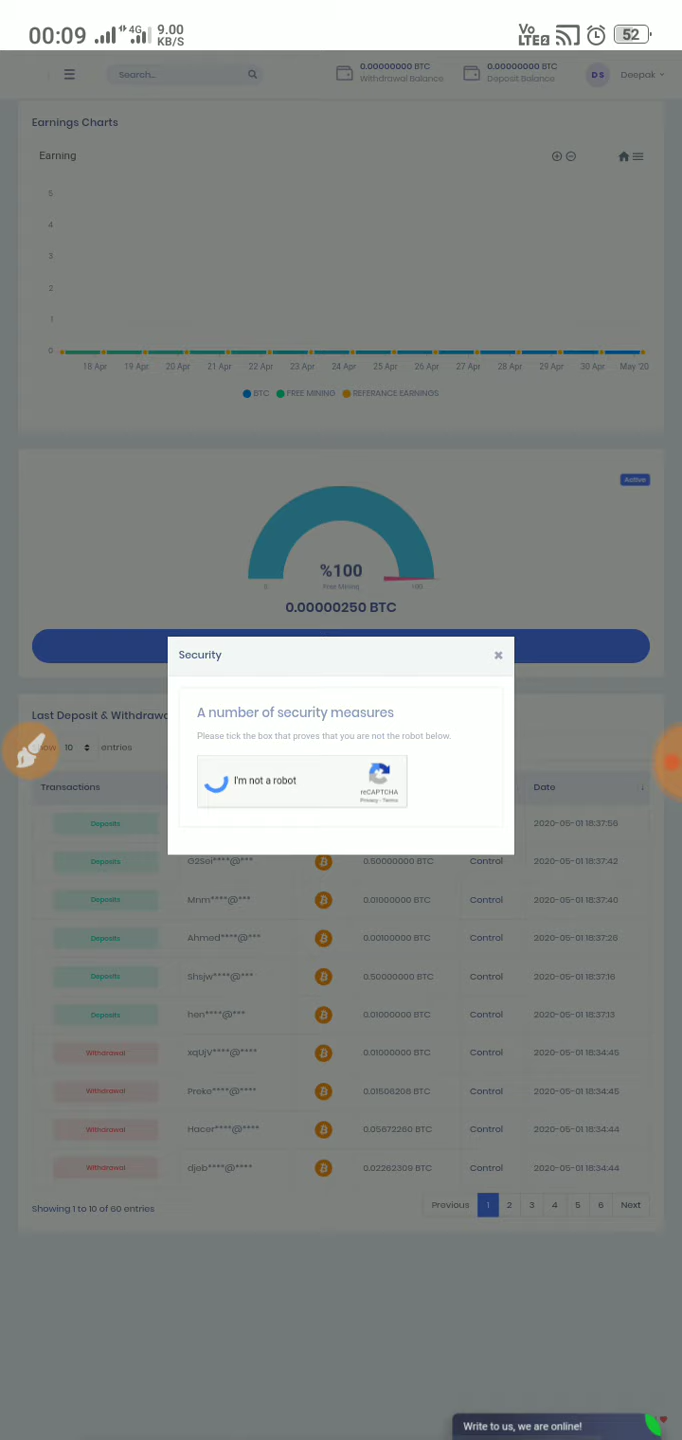 00:09 4G 9.00 KB/S Vo LTE2 52
Search...
0.00000000 BTC
Withdrawal Balance
0.00000000 BTC
Deposit Balance
DS Deepak
Earnings Charts
Earning
5
4
3
2
1
0
18 Apr 19 Apr 20 Apr 21 Apr 22 Apr 23 Apr 24 Apr 25 Apr 26 Apr 27 Apr 28 Apr 29 Apr 30 Apr May '20
BTC FREE MINING REFERANCE EARNINGS
Active
%100
0 Free Mining 100
0.00000250 BTC
Security
A number of security measures
Please tick the box that proves that you are not the robot below.
I'm not a robot
reCAPTCHA
Privacy - Terms
Last Deposit & Withdrawa
Show 10 entries
Transactions Date
Deposits 2020-05-01 18:37:56
Deposits G2Ser****@*** 0.50000000 BTC Control 2020-05-01 18:37:42
Deposits Mnm****@*** 0.01000000 BTC Control 2020-05-01 18:37:40
Deposits Ahmed****@*** 0.00100000 BTC Control 2020-05-01 18:37:26
Deposits Shsjw****@*** 0.50000000 BTC Control 2020-05-01 18:37:16
Deposits hen****@*** 0.01000000 BTC Control 2020-05-01 18:37:13
Withdrawal xqUjV****@*** 0.01000000 BTC Control 2020-05-01 18:34:45
Withdrawal Preke****@*** 0.01506208 BTC Control 2020-05-01 18:34:45
Withdrawal Hacer****@*** 0.05672260 BTC Control 2020-05-01 18:34:44
Withdrawal djeb****@*** 0.02262309 BTC Control 2020-05-01 18:34:44
Showing 1 to 10 of 60 entries
Previous 1 2 3 4 5 6 Next
Write to us, we are online!